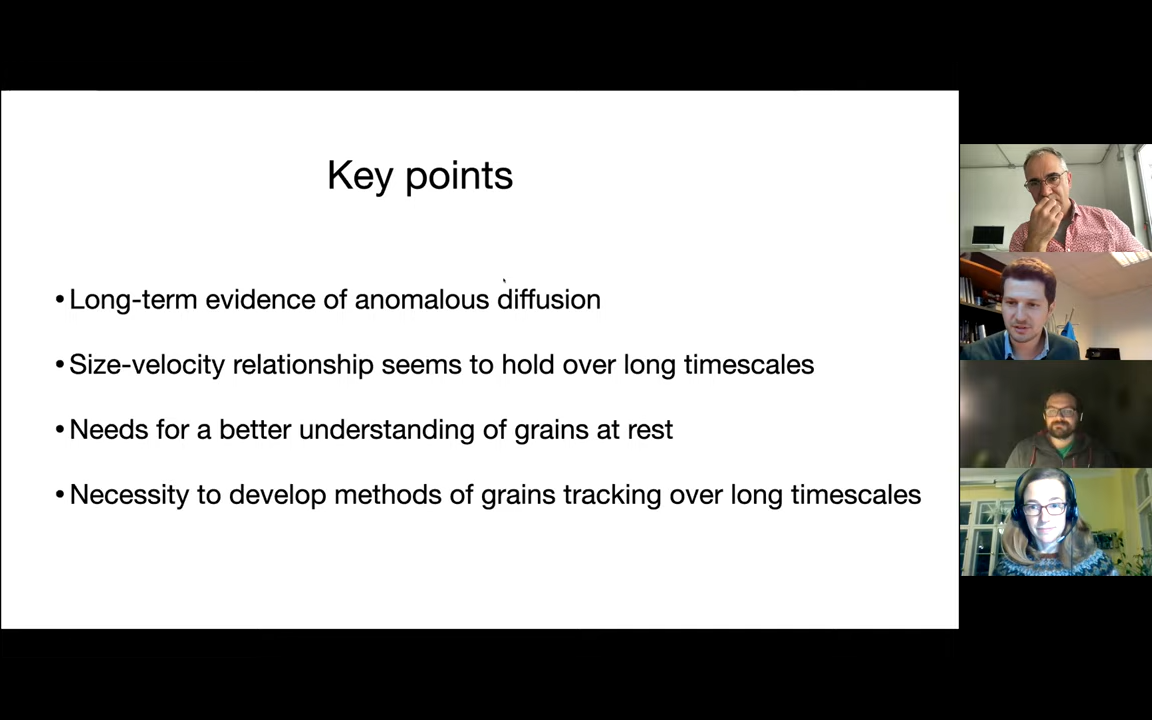 Key points
• Long-term evidence of anomalous diffusion
• Size-velocity relationship seems to hold over long timescales
• Needs for a better understanding of grains at rest
• Necessity to develop methods of grains tracking over long timescales